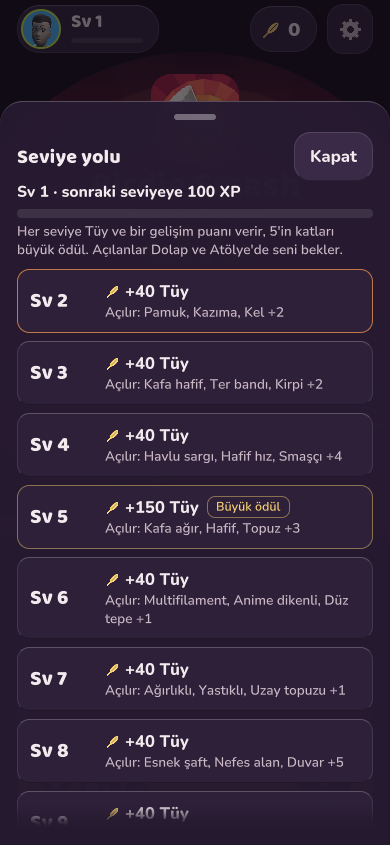 Sv 1
0
Seviye yolu
Kapat
Sv 1 · sonraki seviyeye 100 XP
Her seviye Tüy ve bir gelişim puanı verir, 5'in katları
büyük ödül. Açılanlar Dolap ve Atölye'de seni bekler.
Sv 2
+40 Tüy
Açılır: Pamuk, Kazıma, Kel +2
Sv 3
+40 Tüy
Açılır: Kafa hafif, Ter bandı, Kirpi +2
Sv 4
+40 Tüy
Açılır: Havlu sargı, Hafif hız, Smaşçı +4
Sv 5
+150 Tüy Büyük ödül
Açılır: Kafa ağır, Hafif, Topuz +3
Sv 6
+40 Tüy
Açılır: Multifilament, Anime dikenli, Düz
tepe +1
Sv 7
+40 Tüy
Açılır: Ağırlıklı, Yastıklı, Uzay topuzu +1
Sv 8
+40 Tüy
Açılır: Esnek şaft, Nefes alan, Duvar +5
Sv 9
+40 Tüy